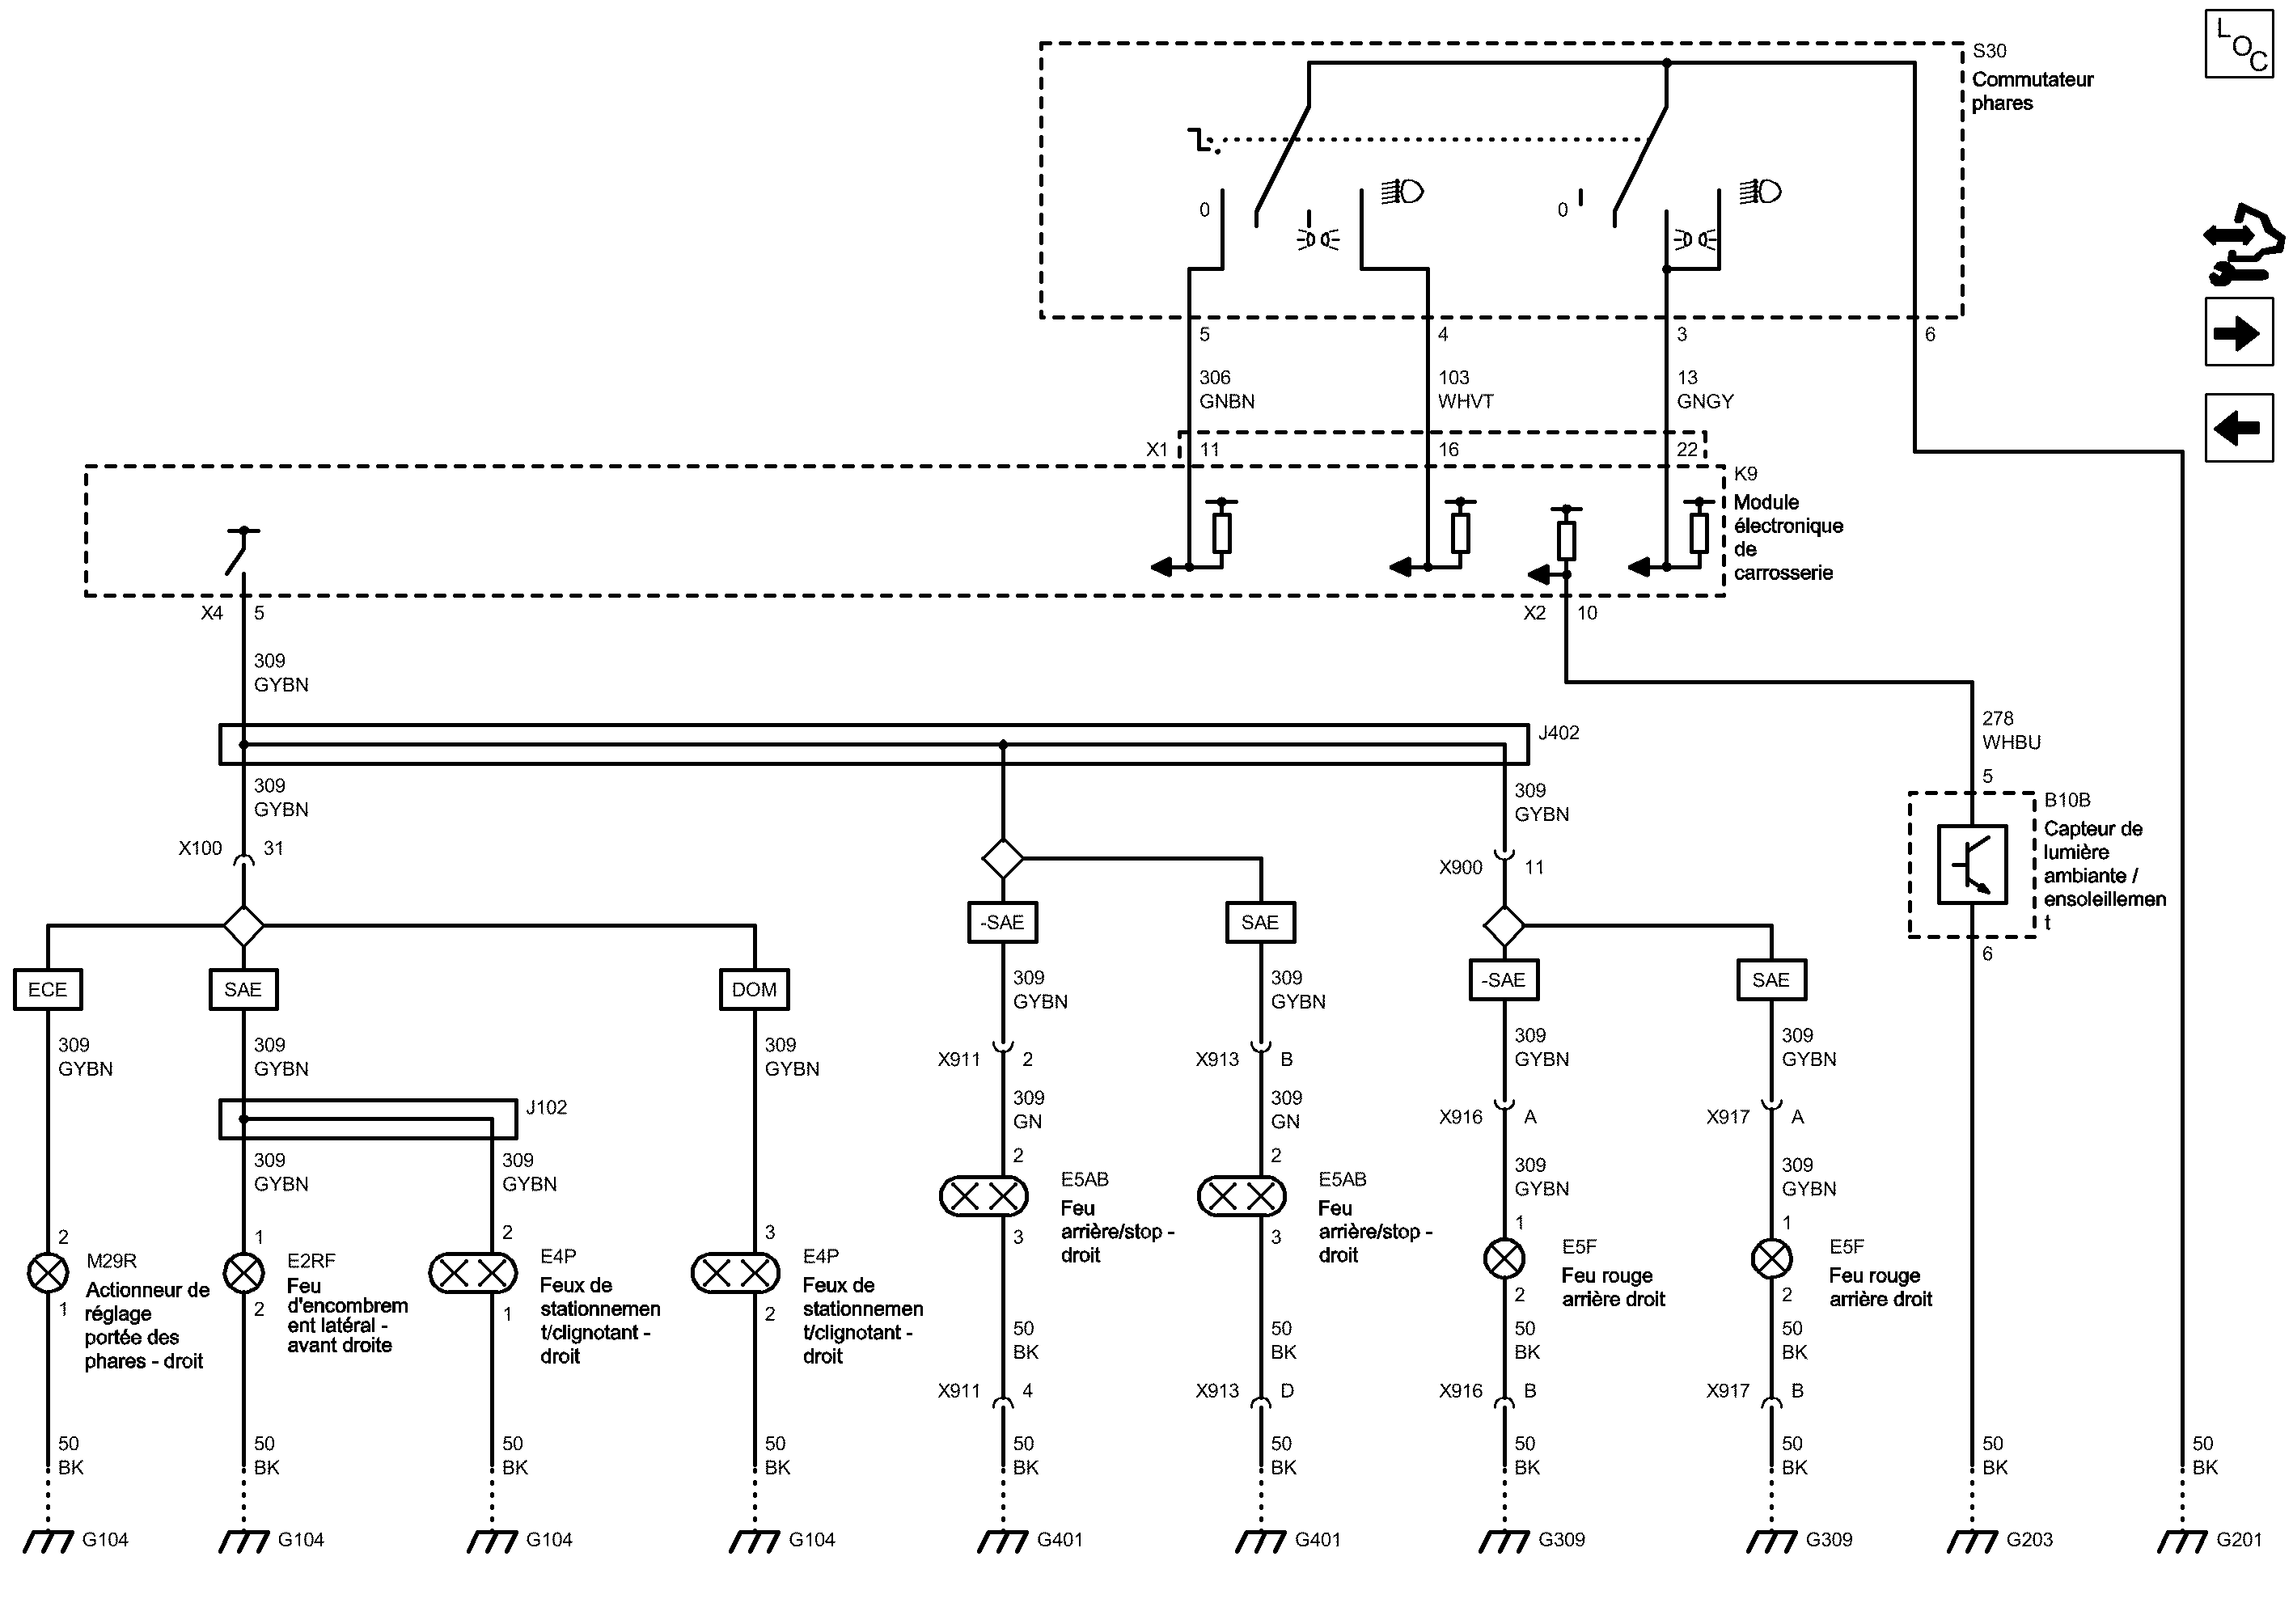 L
O
C
S30
Commutateur
phares
0
0
5
4
3
6
306
GNBN
103
WHVT
13
GNGY
X1
11
16
22
K9
Module
électronique
de
carrosserie
X4
5
X2
10
309
GYBN
278
WHBU
J402
309
GYBN
309
GYBN
5
B10B
Capteur de
lumière
ambiante /
ensoleillemen
t
6
X100
31
X900
11
-SAE
SAE
ECE
SAE
DOM
-SAE
SAE
309
GYBN
309
GYBN
309
GYBN
309
GYBN
309
GYBN
309
GYBN
309
GYBN
X911
2
X913
B
J102
309
GN
309
GN
X916
A
X917
A
309
GYBN
309
GYBN
2
2
309
GYBN
309
GYBN
E5AB
Feu
arrière/stop -
droit
E5AB
Feu
arrière/stop -
droit
3
3
2
1
2
3
1
1
M29R
Actionneur de
réglage
portée des
phares - droit
1
E2RF
Feu
d'encombrem
ent latéral -
avant droite
2
E4P
Feux de
stationnemen
t/clignotant -
droit
1
E4P
Feux de
stationnemen
t/clignotant -
droit
2
E5F
Feu rouge
arrière droit
2
E5F
Feu rouge
arrière droit
2
50
BK
50
BK
50
BK
50
BK
X911
4
X913
D
X916
B
X917
B
50
BK
50
BK
50
BK
50
BK
50
BK
50
BK
50
BK
50
BK
50
BK
50
BK
G104
G104
G104
G104
G401
G401
G309
G309
G203
G201